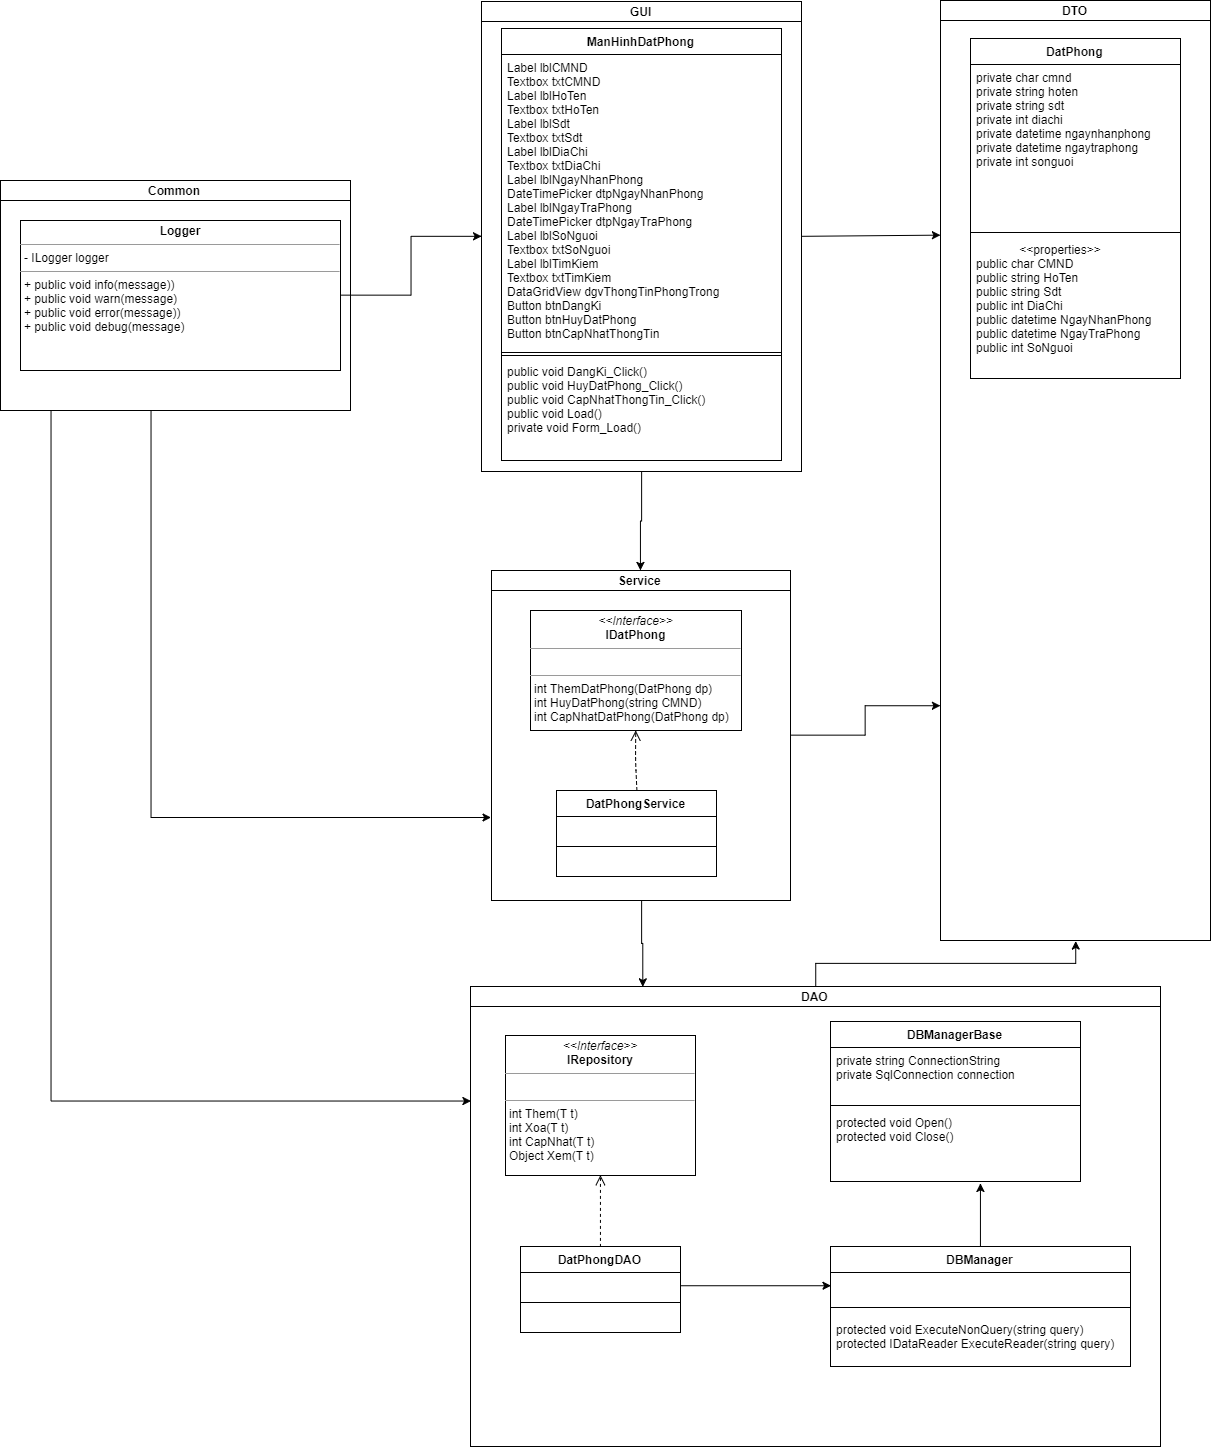 GUI
ManHinhDatPhong
Label lblCMND
Textbox txtCMND
Label lblHoTen
Textbox txtHoTen
Label lblSdt
Textbox txtSdt
Label lblDiaChi
Textbox txtDiaChi
Label lblNgayNhanPhong
DateTimePicker dtpNgayNhanPhong
Label lblNgayTraPhong
DateTimePicker dtpNgayTraPhong
Label lblSoNguoi
Textbox txtSoNguoi
Label lblTimKiem
Textbox txtTimKiem
DataGridView dgvThongTinPhongTrong
Button btnDangKi
Button btnHuyDatPhong
Button btnCapNhatThongTin
public void DangKi_Click()
public void HuyDatPhong_Click()
public void CapNhatThongTin_Click()
public void Load()
private void Form_Load()
DTO
DatPhong
private char cmnd
private string hoten
private string sdt
private int diachi
private datetime ngaynhanphong
private datetime ngaytraphong
private int songuoi
<<properties>>
public char CMND
public string HoTen
public string Sdt
public int DiaChi
public datetime NgayNhanPhong
public datetime NgayTraPhong
public int SoNguoi
Common
Logger
- ILogger logger
+ public void info(message))
+ public void warn(message)
+ public void error(message))
+ public void debug(message)
Service
<<Interface>>
IDatPhong
int ThemDatPhong(DatPhong dp)
int HuyDatPhong(string CMND)
int CapNhatDatPhong(DatPhong dp)
DatPhongService
DAO
<<Interface>>
IRepository
int Them(T t)
int Xoa(T t)
int CapNhat(T t)
Object Xem(T t)
DBManagerBase
private string ConnectionString
private SqlConnection connection
protected void Open()
protected void Close()
DatPhongDAO
DBManager
protected void ExecuteNonQuery(string query)
protected IDataReader ExecuteReader(string query)